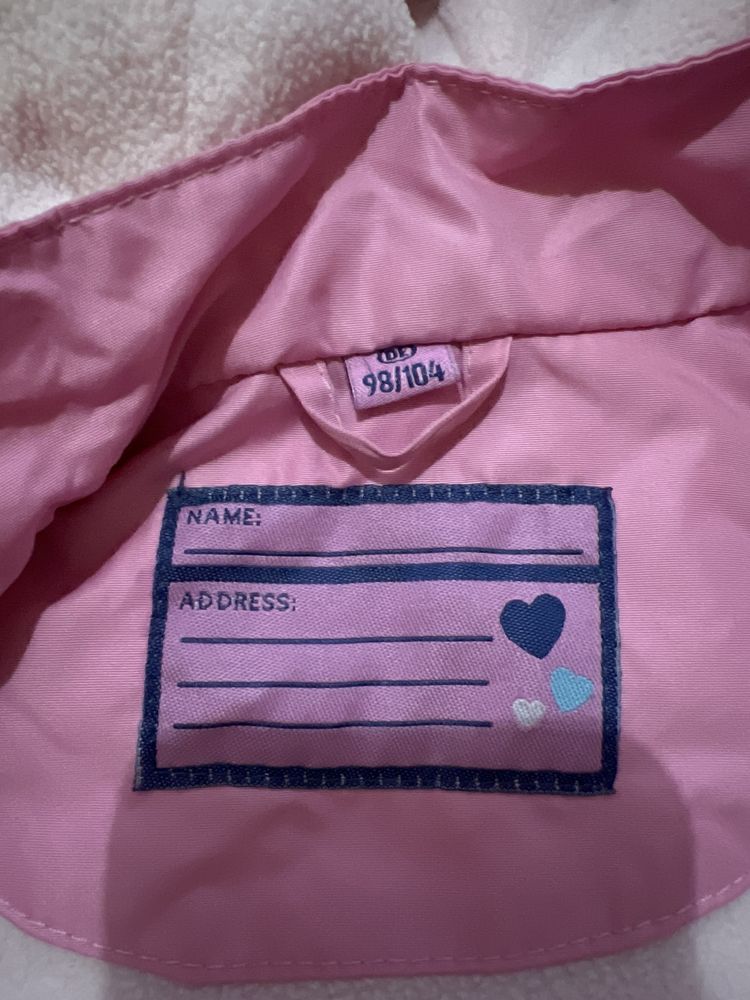 DE
98/104
NAME:
ADDRESS: